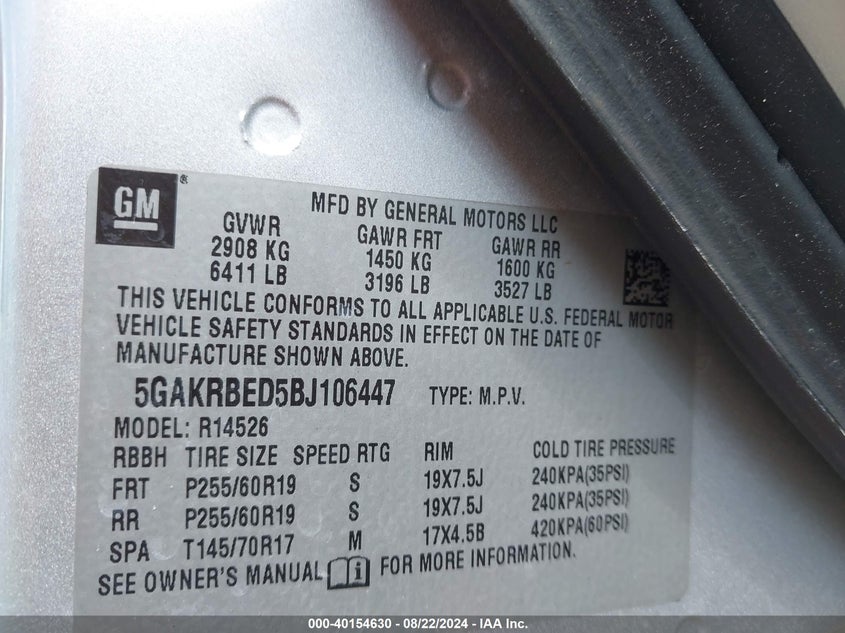 GM ®
MFD BY GENERAL MOTORS LLC
GVWR GAWR FRT GAWR RR
2908 KG 1450 KG 1600 KG
6411 LB 3196 LB 3527 LB
THIS VEHICLE CONFORMS TO ALL APPLICABLE U.S. FEDERAL MOTOR
VEHICLE SAFETY STANDARDS IN EFFECT ON THE DATE OF
MANUFACTURE SHOWN ABOVE.
5GAKRBED5BJ106447 TYPE: M.P.V.
MODEL: R14526
RBBH TIRE SIZE SPEED RTG RIM COLD TIRE PRESSURE
FRT P255/60R19 S 19X7.5J 240KPA(35PSI)
RR P255/60R19 S 19X7.5J 240KPA(35PSI)
SPA T145/70R17 M 17X4.5B 420KPA(60PSI)
SEE OWNER'S MANUAL FOR MORE INFORMATION.
000-40154630 - 08/22/2024 - IAA Inc.